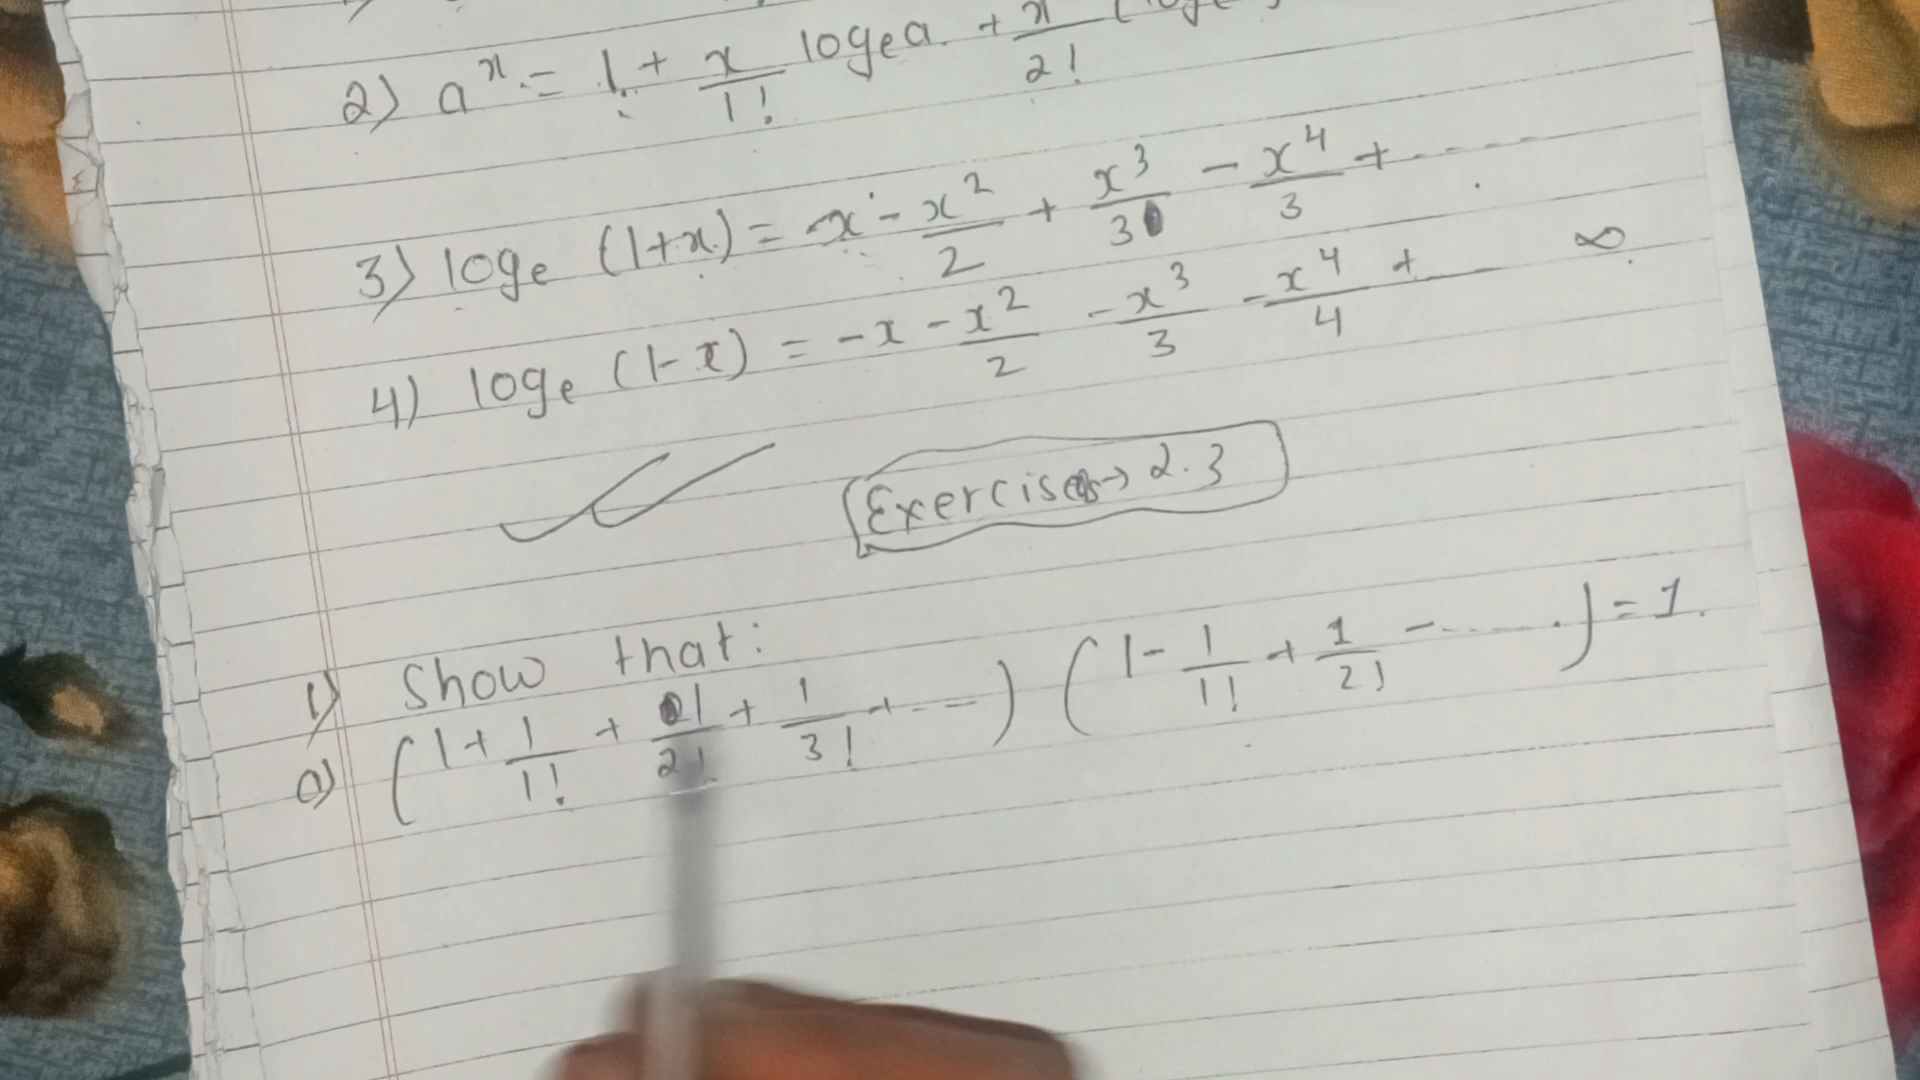 2) a^x = 1 + x/1! logₑa + x/2!
3) logₑ (1+x) = x - x^2/2 + x^3/3 - x^4/3 + .....
4) logₑ (1-x) = -x - x^2/2 - x^3/3 - x^4/4 + ___ ∞
Exercise → 2.3
1) Show that:
a) (1 + 1/1! + 1/2! + 1/3! + ---) (1 - 1/1! + 1/2! - .....) = 1.